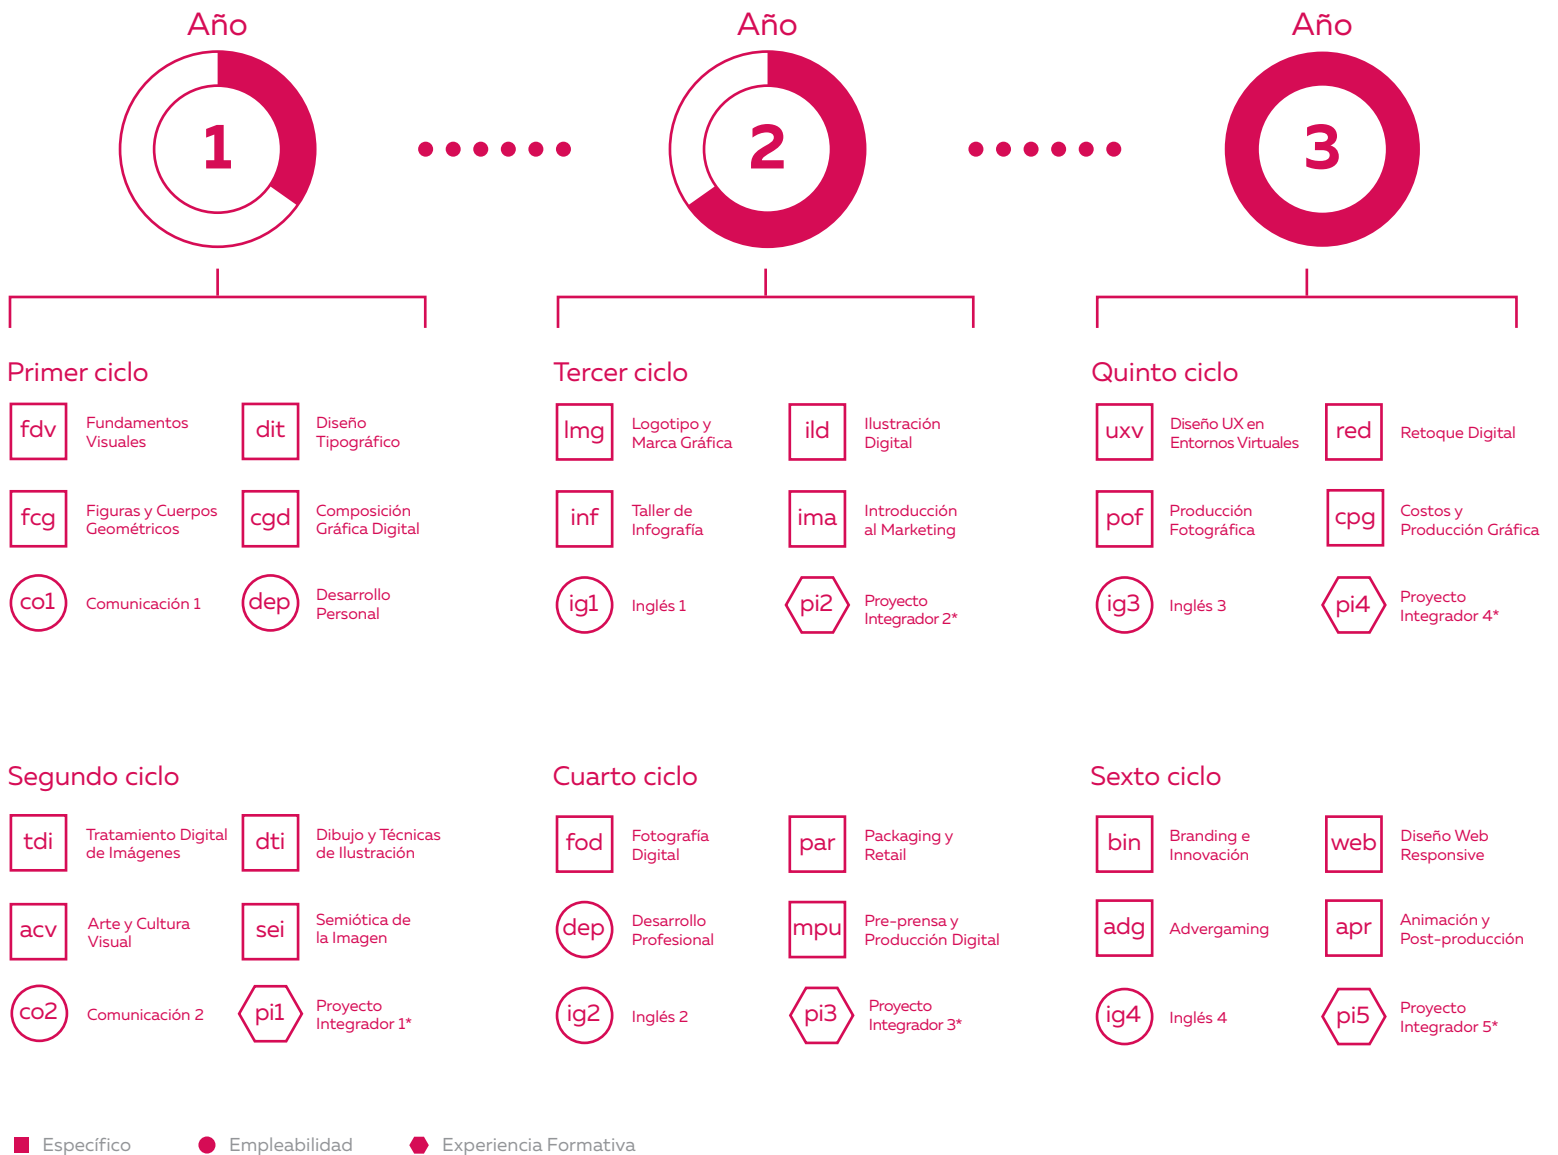 Año
1
Año
2
Año
3
Primer ciclo
fdv
Fundamentos
Visuales
dit
Diseño
Tipográfico
fcg
Figuras y Cuerpos
Geométricos
cgd
Composición
Gráfica Digital
co1
Comunicación 1
dep
Desarrollo
Personal
Tercer ciclo
lmg
Logotipo y
Marca Gráfica
ild
Ilustración
Digital
inf
Taller de
Infografía
ima
Introducción
al Marketing
ig1
Inglés 1
pi2
Proyecto
Integrador 2*
Quinto ciclo
uxv
Diseño UX en
Entornos Virtuales
red
Retoque Digital
pof
Producción
Fotográfica
cpg
Costos y
Producción Gráfica
ig3
Inglés 3
pi4
Proyecto
Integrador 4*
Segundo ciclo
tdi
Tratamiento Digital
de Imágenes
dti
Dibujo y Técnicas
de Ilustración
acv
Arte y Cultura
Visual
sei
Semiótica de
la Imagen
co2
Comunicación 2
pi1
Proyecto
Integrador 1*
Cuarto ciclo
fod
Fotografía
Digital
par
Packaging y
Retail
dep
Desarrollo
Profesional
mpu
Pre-prensa y
Producción Digital
ig2
Inglés 2
pi3
Proyecto
Integrador 3*
Sexto ciclo
bin
Branding e
Innovación
web
Diseño Web
Responsive
adg
Advergaming
apr
Animación y
Post-producción
ig4
Inglés 4
pi5
Proyecto
Integrador 5*
Específico
Empleabilidad
Experiencia Formativa